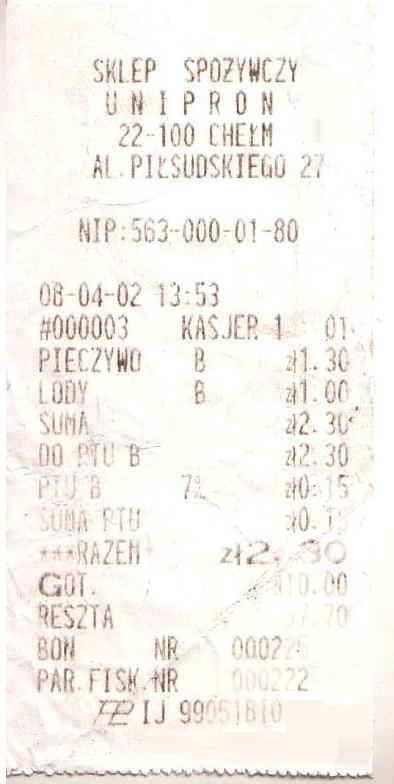 SKLEP SPOŻYWCZY
U N I P R O N
22-100 CHEŁM
AL.PIŁSUDSKIEGO 27
NIP:563-000-01-80
08-04-02 13:53
#000003 KASJER 1 01
PIECZYWO B zł1.30
LODY B zł1.00
SUMA zł2.30
DO PTU B zł2.30
PTU B 7% zł0.15
SUMA PTU zł0.15
***RAZEM zł2.30
GOT. 10.00
RESZTA 7.70
BON NR 000225
PAR.FISK.NR 000222
IJ 99051810